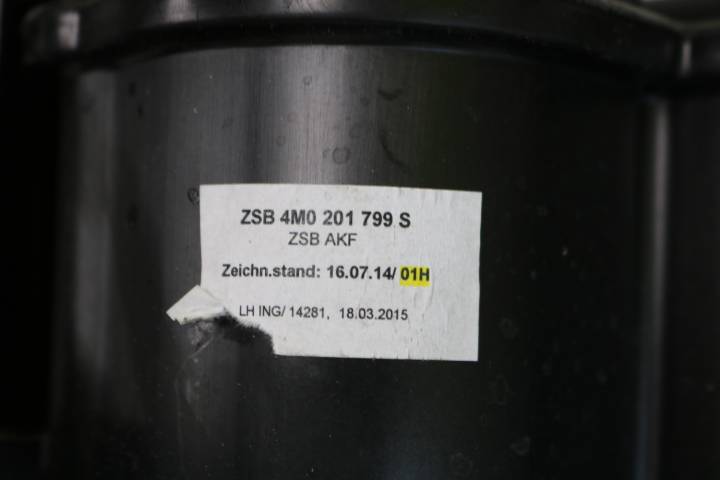 ZSB 4M0 201 799 S
ZSB AKF
Zeichn.stand: 16.07.14/ 01H
LH ING/ 14281, 18.03.2015